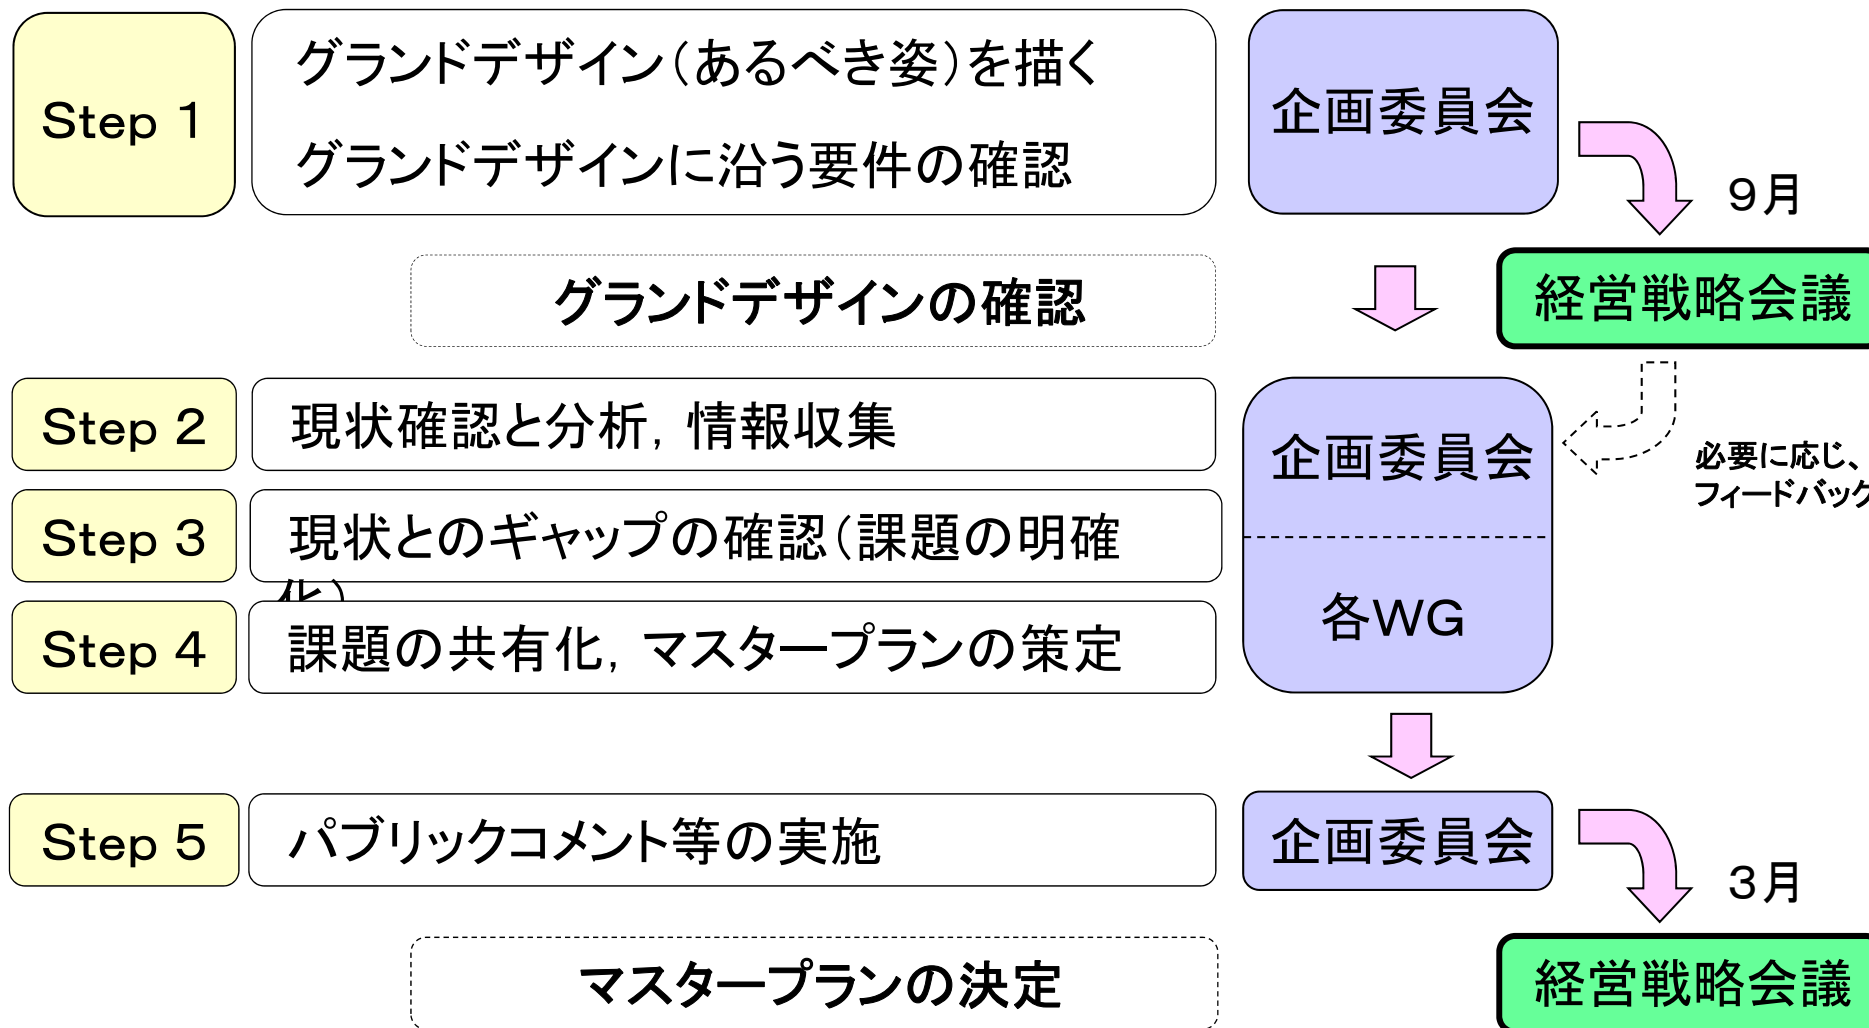 Step 1
グランドデザイン（あるべき姿）を描く
グランドデザインに沿う要件の確認
企画委員会
９月
グランドデザインの確認
経営戦略会議
Step 2
現状確認と分析，情報収集
企画委員会
必要に応じ、
フィードバック
Step 3
現状とのギャップの確認（課題の明確
化）
各WG
Step 4
課題の共有化，マスタープランの策定
Step 5
パブリックコメント等の実施
企画委員会
３月
マスタープランの決定
経営戦略会議